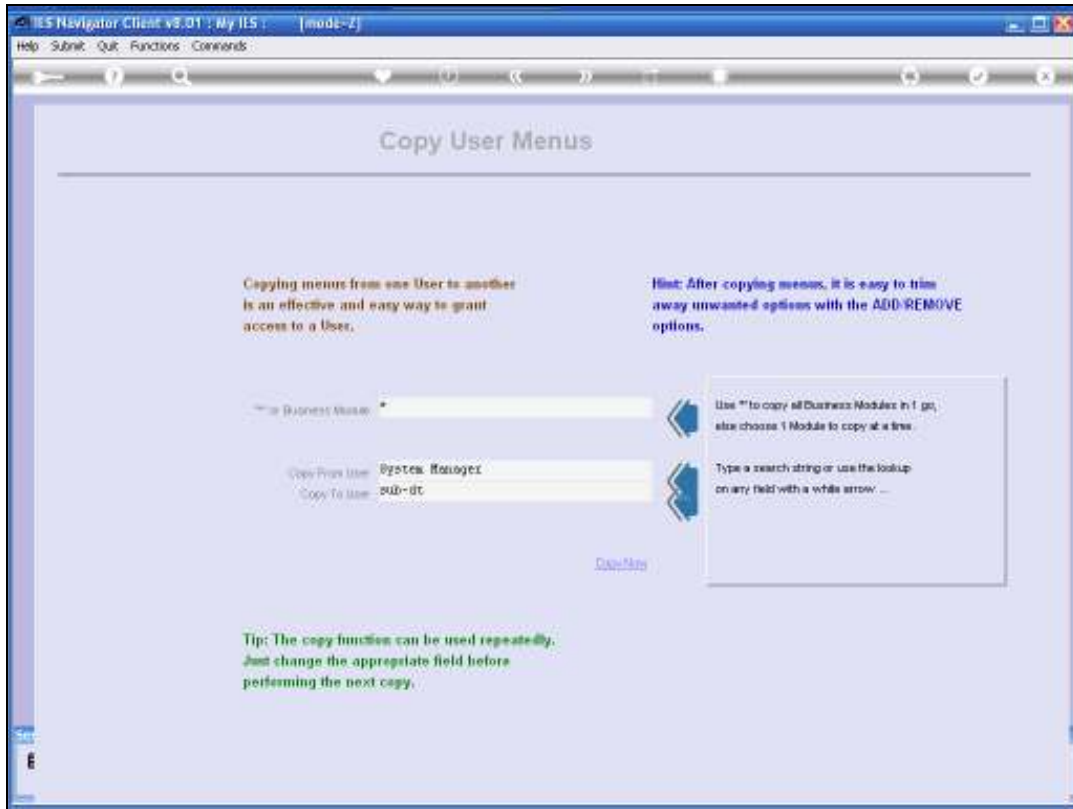 IES Navigator Client v8.01 : My IES : [mode-2]
Help Submit Quit Functions Commands
Copy User Menus
Copying menus from one User to another
is an effective and easy way to grant
access to a User.
Hint: After copying menus, it is easy to trim
away unwanted options with the ADD/REMOVE
options.
'*' or Business Module *
Use '*' to copy all Business Modules in 1 go,
else choose 1 Module to copy at a time.
Copy From User System Manager
Copy To User sub-dt
Type a search string or use the lookup
on any field with a white arrow ...
Copy Now
Tip: The copy function can be used repeatedly.
Just change the appropriate field before
performing the next copy.